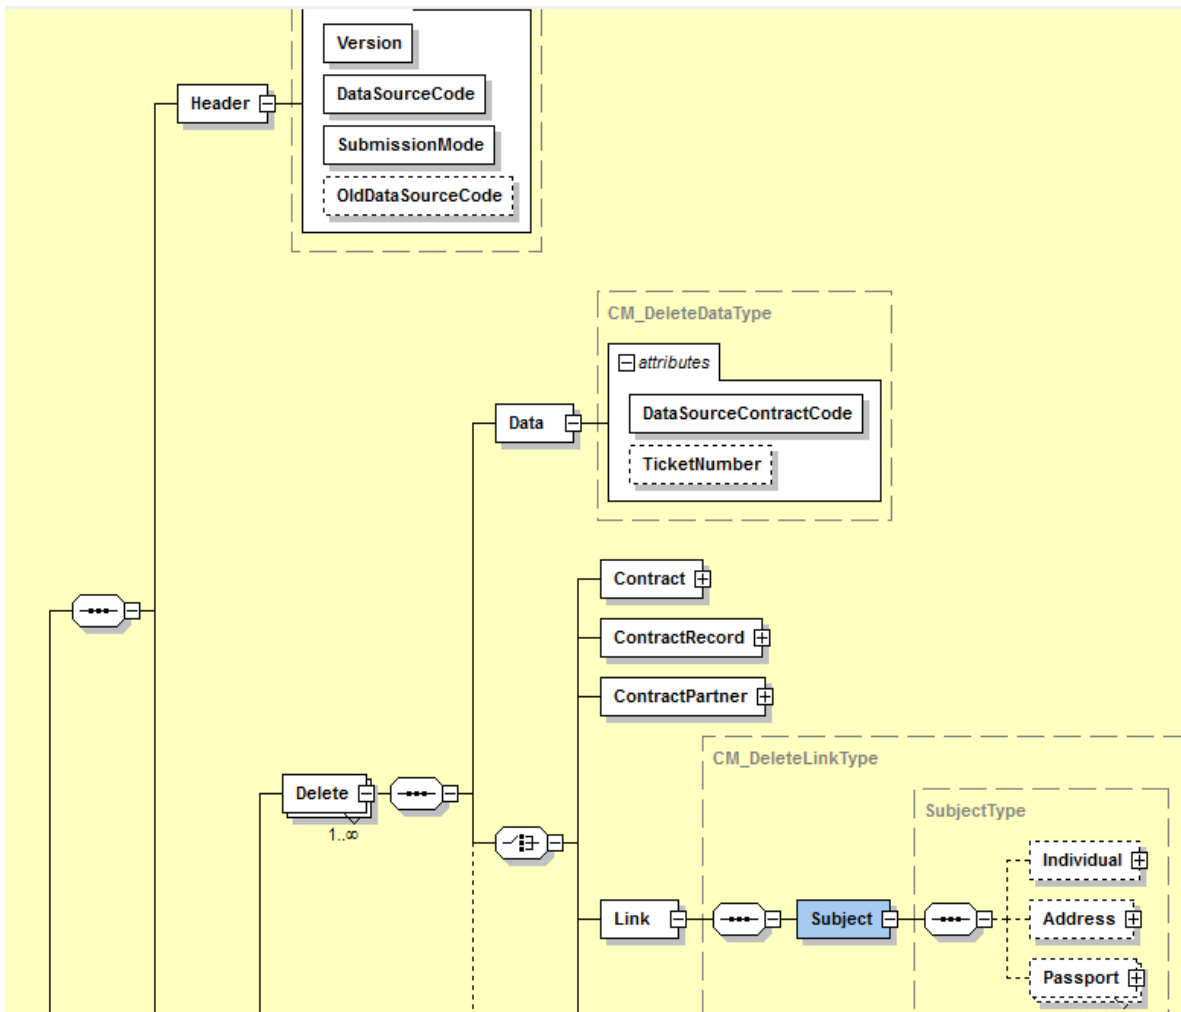 Version
Header
DataSourceCode
SubmissionMode
OldDataSourceCode
CM_DeleteDataType
attributes
Data
DataSourceContractCode
TicketNumber
Contract
ContractRecord
ContractPartner
CM_DeleteLinkType
Delete
1..∞
SubjectType
Individual
Link
Subject
Address
Passport